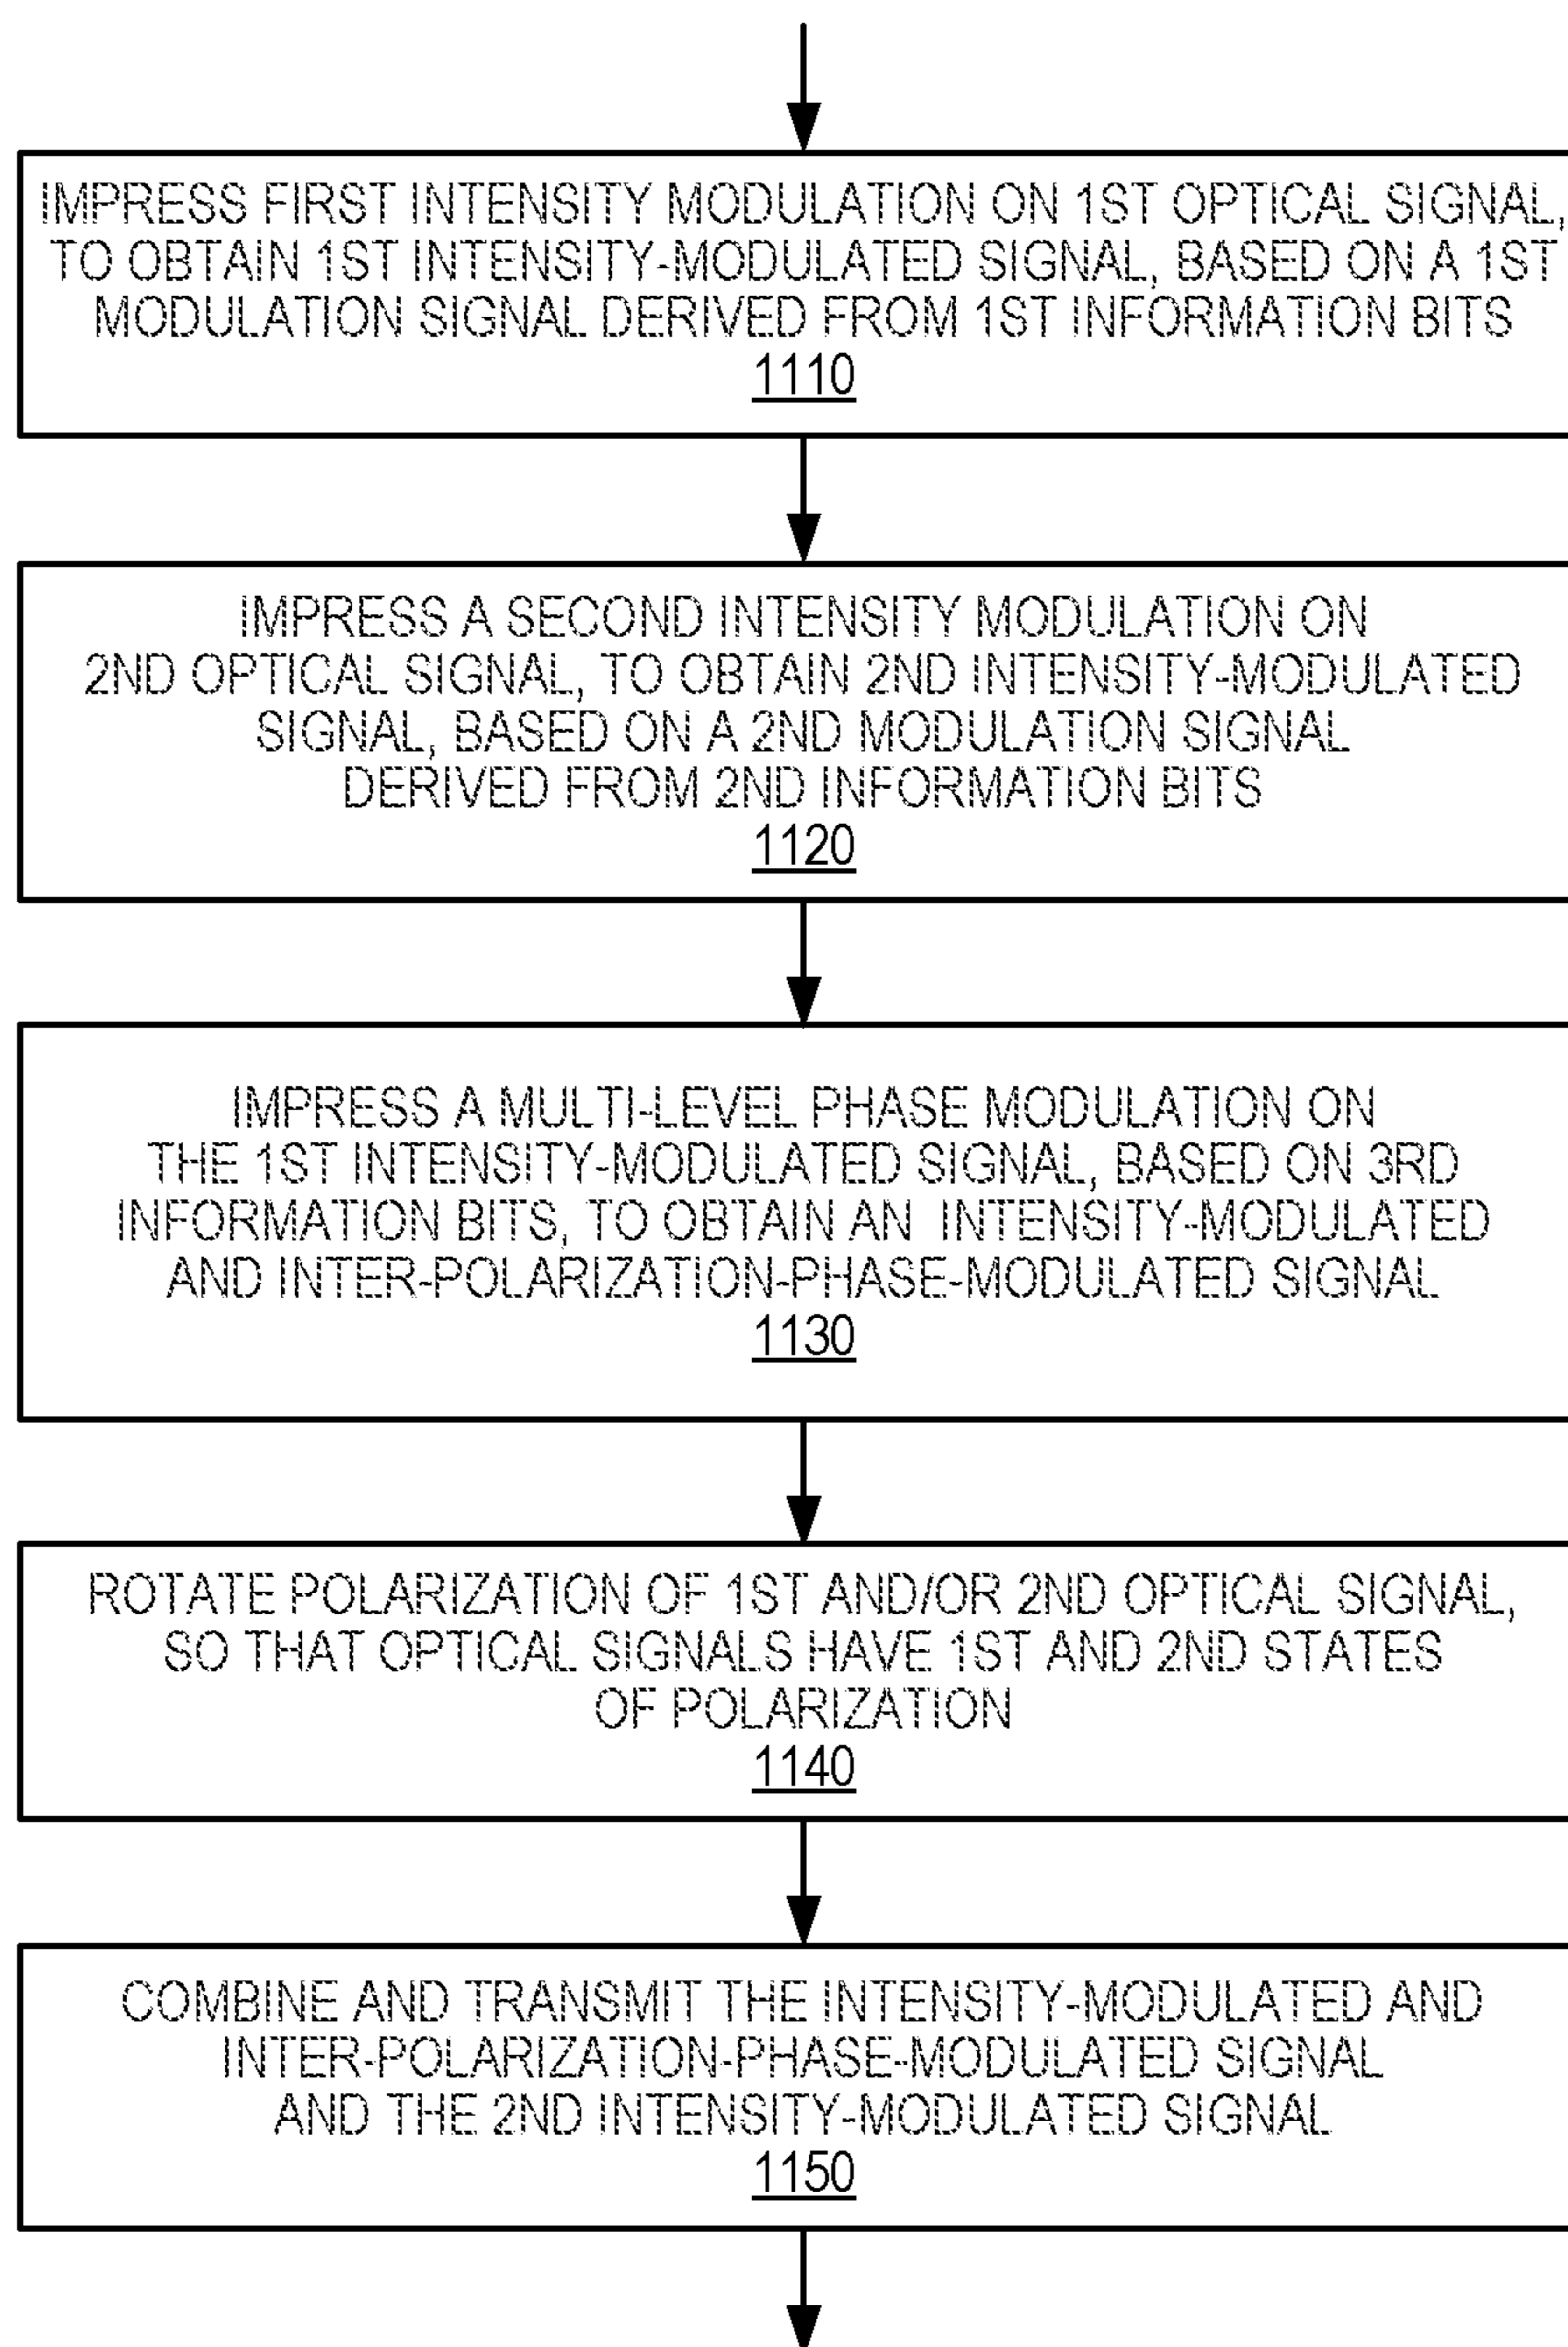 IMPRESS FIRST INTENSITY MODULATION ON 1ST OPTICAL SIGNAL,
TO OBTAIN 1ST INTENSITY-MODULATED SIGNAL, BASED ON A 1ST
MODULATION SIGNAL DERIVED FROM 1ST INFORMATION BITS
1110
IMPRESS A SECOND INTENSITY MODULATION ON
2ND OPTICAL SIGNAL, TO OBTAIN 2ND INTENSITY-MODULATED
SIGNAL, BASED ON A 2ND MODULATION SIGNAL
DERIVED FROM 2ND INFORMATION BITS
1120
IMPRESS A MULTI-LEVEL PHASE MODULATION ON
THE 1ST INTENSITY-MODULATED SIGNAL, BASED ON 3RD
INFORMATION BITS, TO OBTAIN AN INTENSITY-MODULATED
AND INTER-POLARIZATION-PHASE-MODULATED SIGNAL
1130
ROTATE POLARIZATION OF 1ST AND/OR 2ND OPTICAL SIGNAL,
SO THAT OPTICAL SIGNALS HAVE 1ST AND 2ND STATES
OF POLARIZATION
1140
COMBINE AND TRANSMIT THE INTENSITY-MODULATED AND
INTER-POLARIZATION-PHASE-MODULATED SIGNAL
AND THE 2ND INTENSITY-MODULATED SIGNAL
1150